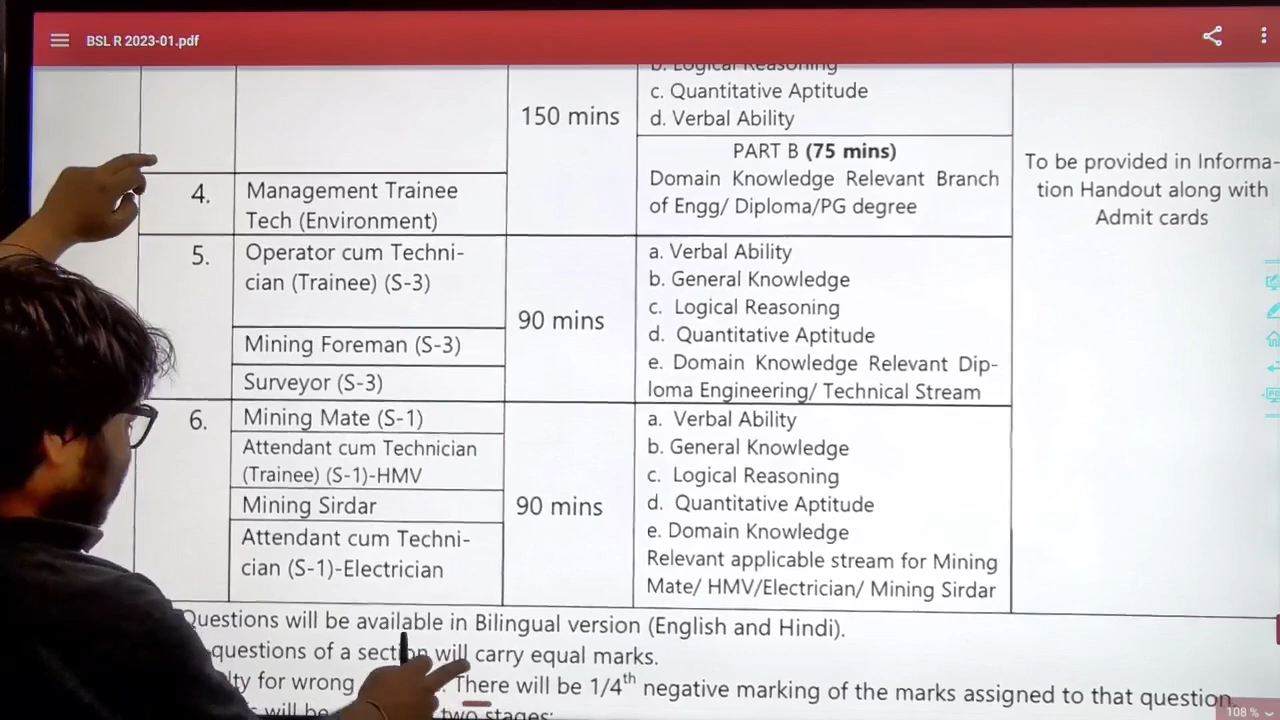 BSL R 2023-01.pdf
b. Logical Reasoning
c. Quantitative Aptitude
d. Verbal Ability
150 mins
PART B (75 mins)
Domain Knowledge Relevant Branch
of Engg/ Diploma/PG degree
To be provided in Informa-
tion Handout along with
Admit cards
4.
Management Trainee
Tech (Environment)
5.
Operator cum Techni-
cian (Trainee) (S-3)
Mining Foreman (S-3)
Surveyor (S-3)
90 mins
a. Verbal Ability
b. General Knowledge
c. Logical Reasoning
d. Quantitative Aptitude
e. Domain Knowledge Relevant Dip-
loma Engineering/ Technical Stream
6.
Mining Mate (S-1)
Attendant cum Technician
(Trainee) (S-1)-HMV
Mining Sirdar
Attendant cum Techni-
cian (S-1)-Electrician
90 mins
a. Verbal Ability
b. General Knowledge
c. Logical Reasoning
d. Quantitative Aptitude
e. Domain Knowledge
Relevant applicable stream for Mining
Mate/ HMV/Electrician/ Mining Sirdar
Questions will be available in Bilingual version (English and Hindi).
questions of a section will carry equal marks.
lty for wrong There will be 1/4th negative marking of the marks assigned to that question.
will be two stages:
108 %